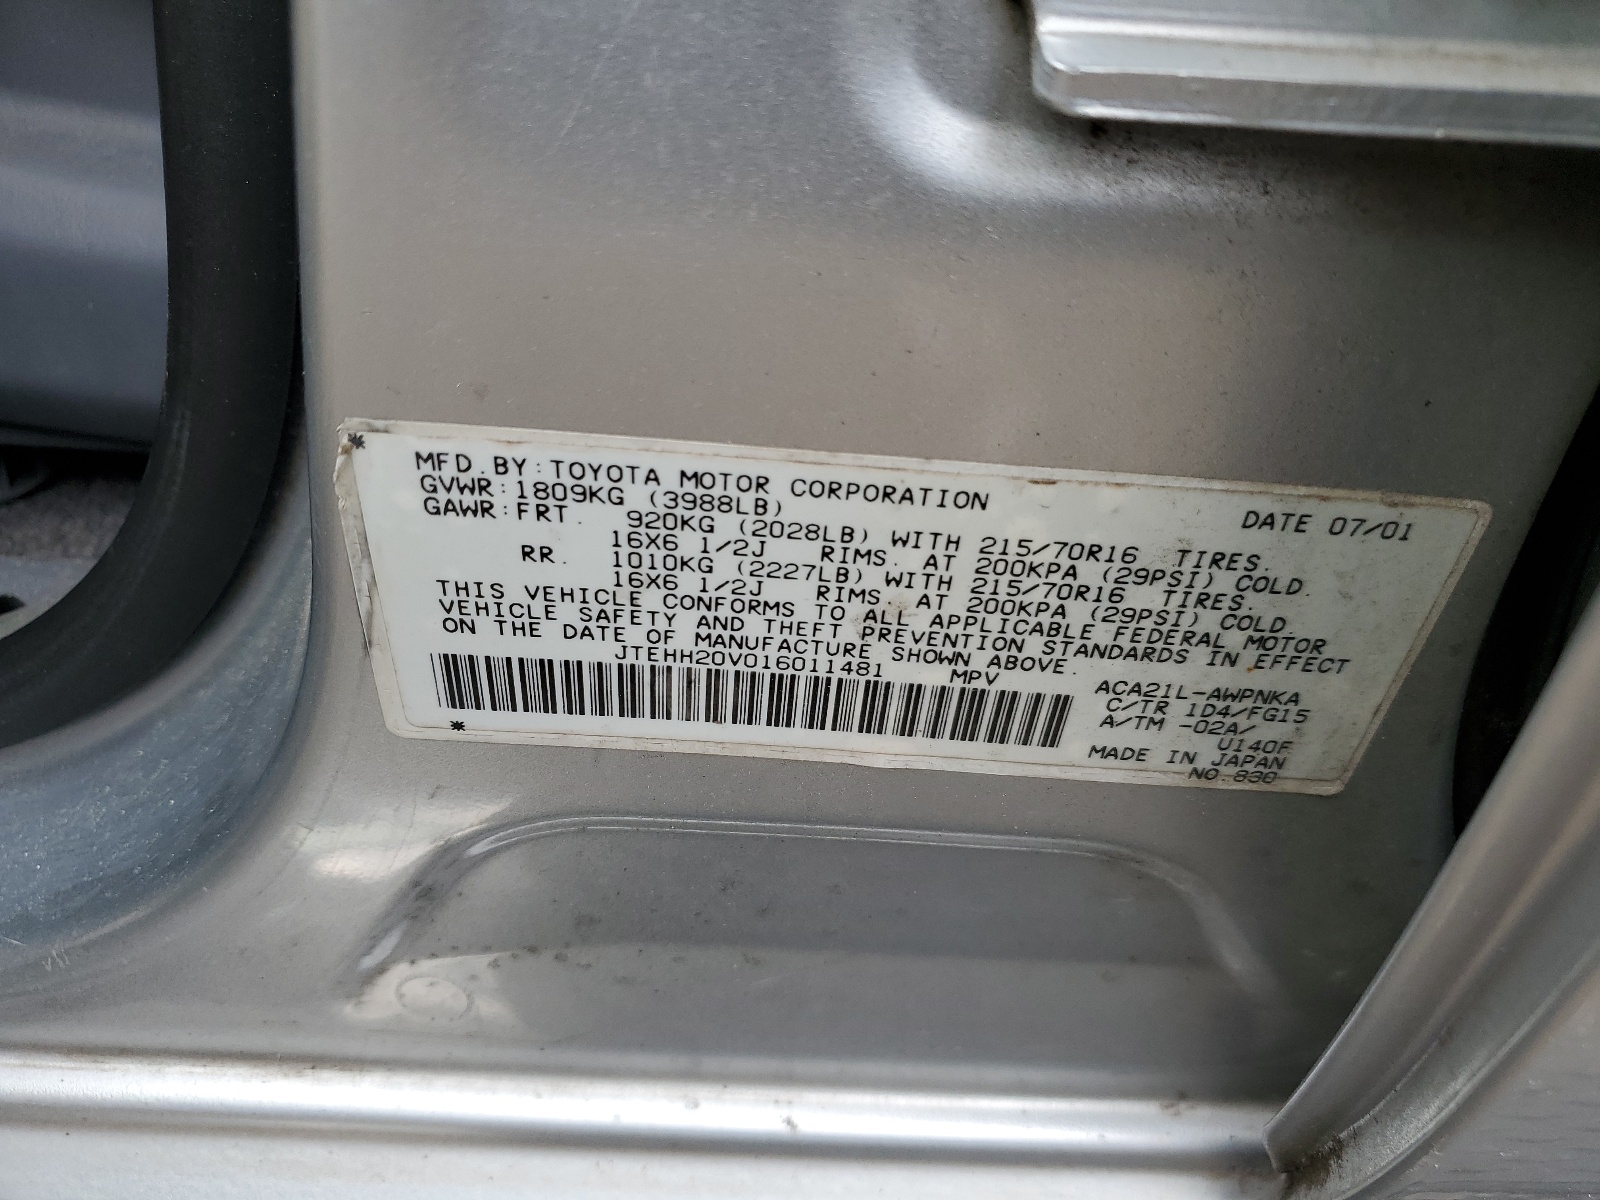 MFD. BY: TOYOTA MOTOR CORPORATION DATE 07/01
GVWR: 1809KG (3988LB)
GAWR: FRT. 920KG (2028LB) WITH 215/70R16 TIRES.
16X6 1/2J RIMS. AT 200KPA (29PSI) COLD.
RR. 1010KG (2227LB) WITH 215/70R16 TIRES.
16X6 1/2J RIMS. AT 200KPA (29PSI) COLD.
THIS VEHICLE CONFORMS TO ALL APPLICABLE FEDERAL MOTOR
VEHICLE SAFETY AND THEFT PREVENTION STANDARDS IN EFFECT
ON THE DATE OF MANUFACTURE SHOWN ABOVE.
JTEHH20V016011481 MPV
ACA21L-AWPNKA
C/TR 1D4/FG15
A/TM -02A/
U140F
MADE IN JAPAN
NO. 830